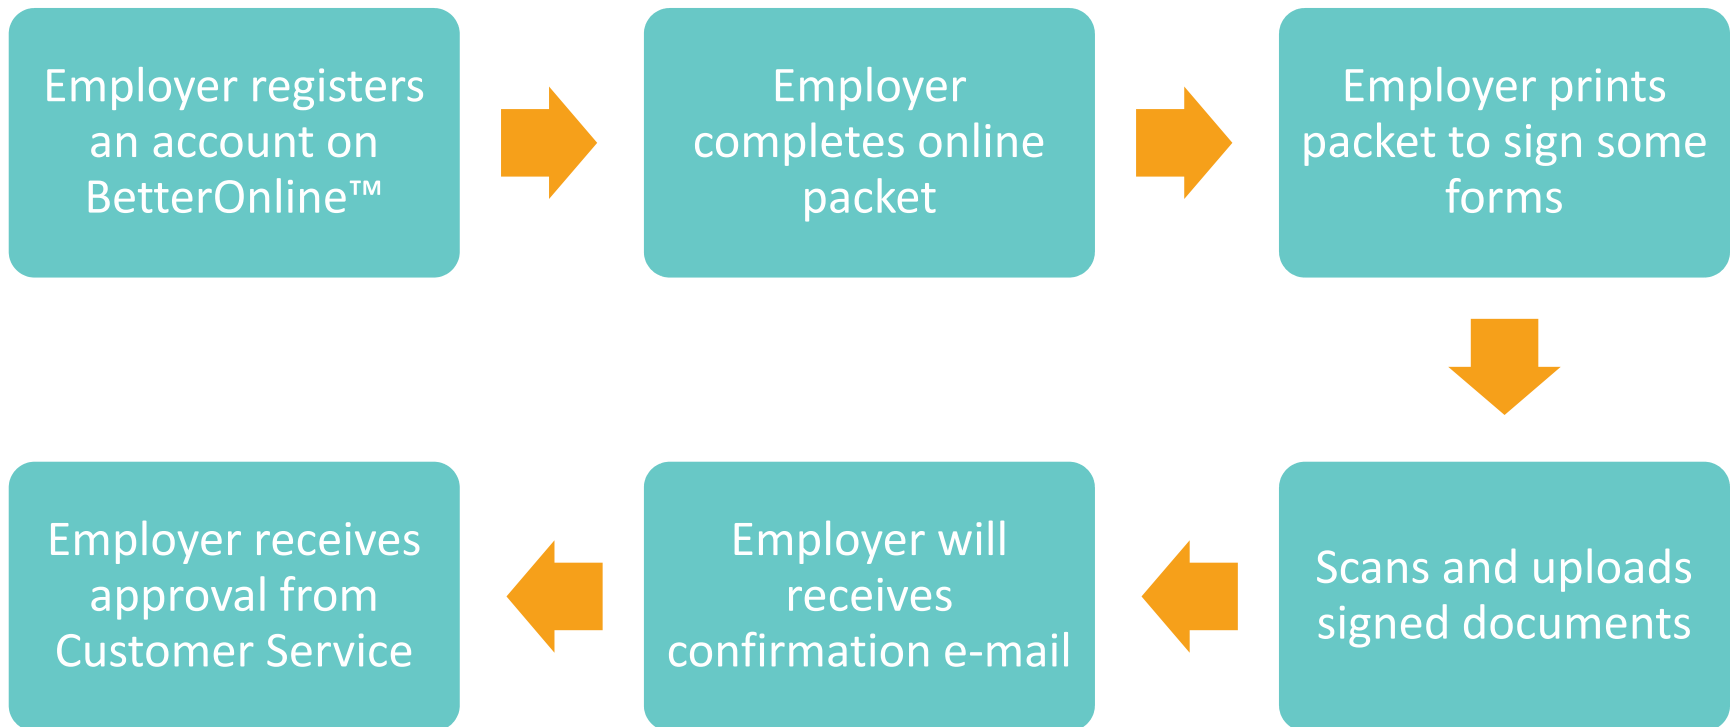 Employer registers
an account on
BetterOnline™
Employer
completes online
packet
Employer prints
packet to sign some
forms
Scans and uploads
signed documents
Employer will
receives
confirmation e-mail
Employer receives
approval from
Customer Service